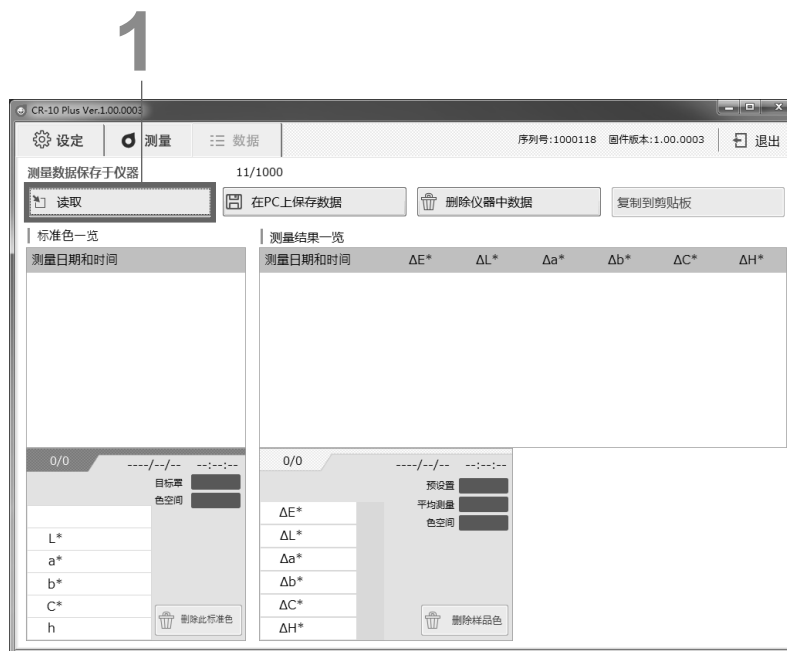 1
CR-10 Plus Ver.1.00.0003
设定 测量 数据 序列号:1000118 固件版本:1.00.0003 退出
测量数据保存于仪器 11/1000
读取 在PC上保存数据 删除仪器中数据 复制到剪贴板
标准色一览 测量结果一览
测量日期和时间 测量日期和时间 ΔE* ΔL* Δa* Δb* ΔC* ΔH*
0/0 ----/--/-- --:--:-- 0/0 ----/--/-- --:--:--
目标罩 预设置
色空间 平均测量
ΔE* 色空间
L* ΔL*
a* Δa*
b* Δb*
C* ΔC*
h 删除此标准色 ΔH* 删除样品色